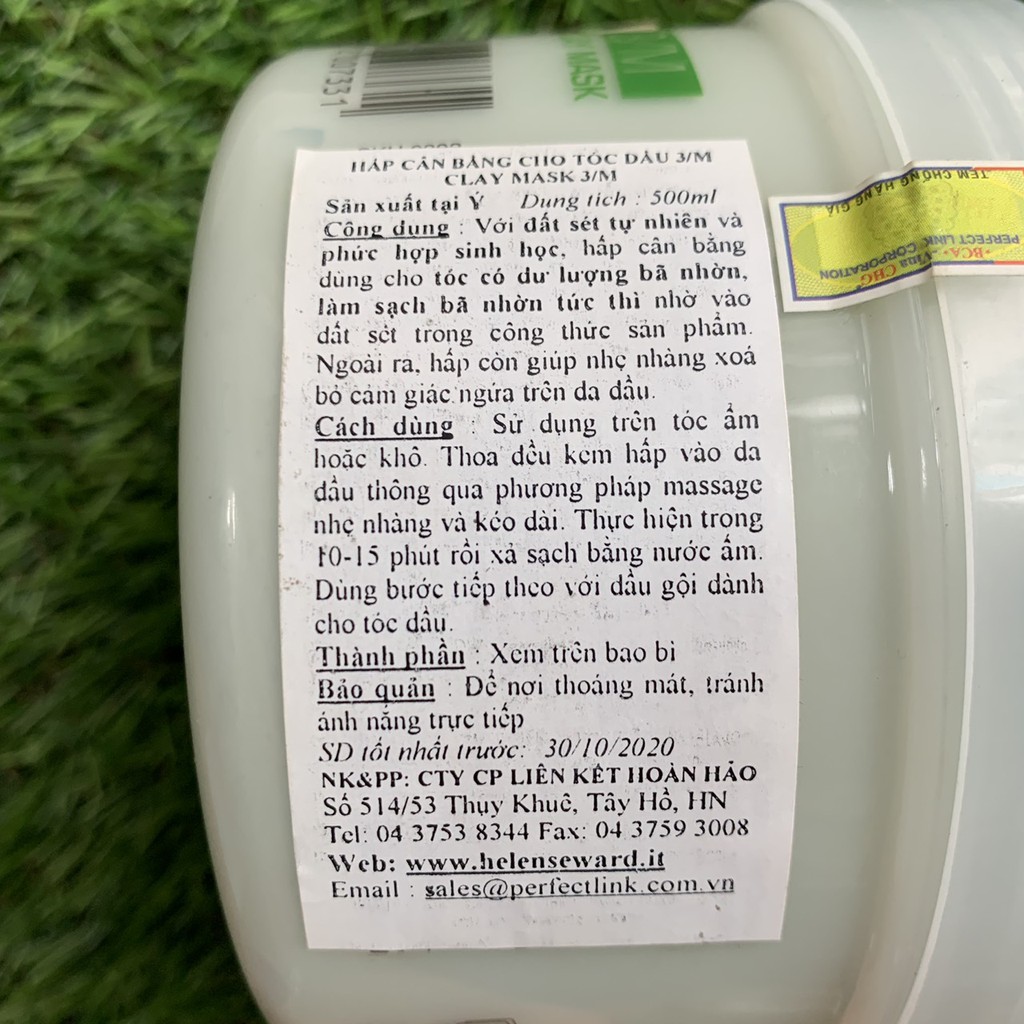 HẤP CÂN BẰNG CHO TÓC DẦU 3/M
CLAY MASK 3/M
Sản xuất tại Ý Dung tích : 500ml
Công dụng : Với đất sét tự nhiên và
phức hợp sinh học, hấp cân bằng
dùng cho tóc có dư lượng bã nhờn,
làm sạch bã nhờn tức thì nhờ vào
đất sét trong công thức sản phẩm.
Ngoài ra, hấp còn giúp nhẹ nhàng xoá
bỏ cảm giác ngứa trên da đầu.
Cách dùng : Sử dụng trên tóc ẩm
hoặc khô. Thoa đều kem hấp vào da
đầu thông qua phương pháp massage
nhẹ nhàng và kéo dài. Thực hiện trong
10-15 phút rồi xả sạch bằng nước ấm.
Dùng bước tiếp theo với dầu gội dành
cho tóc dầu.
Thành phần : Xem trên bao bì
Bảo quản : Để nơi thoáng mát, tránh
ánh nắng trực tiếp
SD tốt nhất trước: 30/10/2020
NK&PP: CTY CP LIÊN KẾT HOÀN HẢO
Số 514/53 Thụy Khuê, Tây Hồ, HN
Tel: 04 3753 8344 Fax: 04 3759 3008
Web: www.helenseward.it
Email : sales@perfectlink.com.vn
MASK
TEM CHỐNG HÀNG GIẢ
PERFECT LINK CORPORATION
BCA Vina CHG